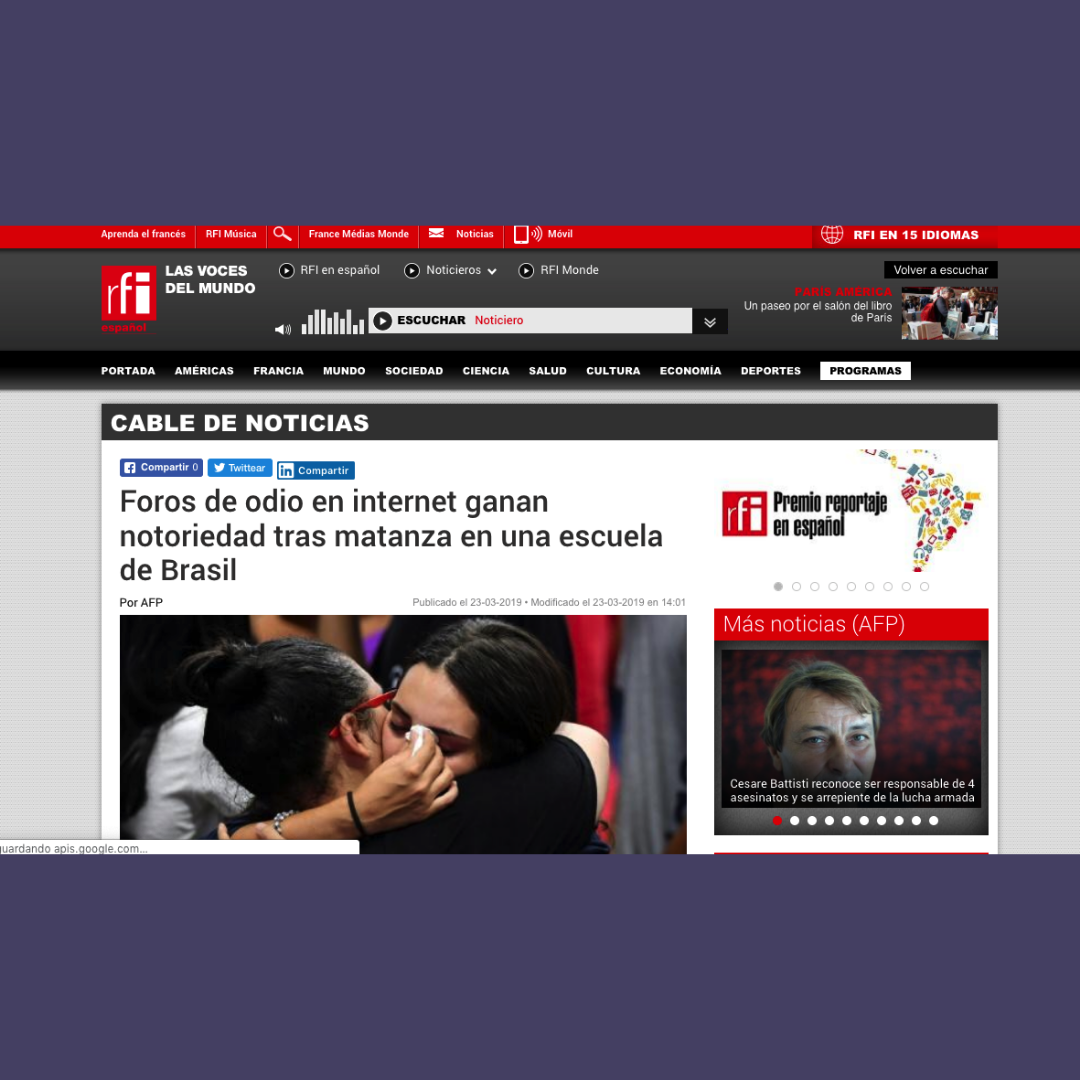 Aprenda el francés
RFI Música
France Médias Monde
Noticias
Móvil
RFI EN 15 IDIOMAS
rfi
español
LAS VOCES
DEL MUNDO
RFI en español
Noticieros
RFI Monde
ESCUCHAR Noticiero
Volver a escuchar
PARÍS AMÉRICA
Un paseo por el salón del libro
de Paris
PORTADA AMÉRICAS FRANCIA MUNDO SOCIEDAD CIENCIA SALUD CULTURA ECONOMÍA DEPORTES PROGRAMAS
CABLE DE NOTICIAS
Compartir 0
Twittear
in Compartir
Foros de odio en internet ganan
notoriedad tras matanza en una escuela
de Brasil
Por AFP
Publicado el 23-03-2019 • Modificado el 23-03-2019 en 14:01
rfi
Premio reportaje
en español
Más noticias (AFP)
Cesare Battisti reconoce ser responsable de 4
asesinatos y se arrepiente de la lucha armada
uardando apis.google.com...